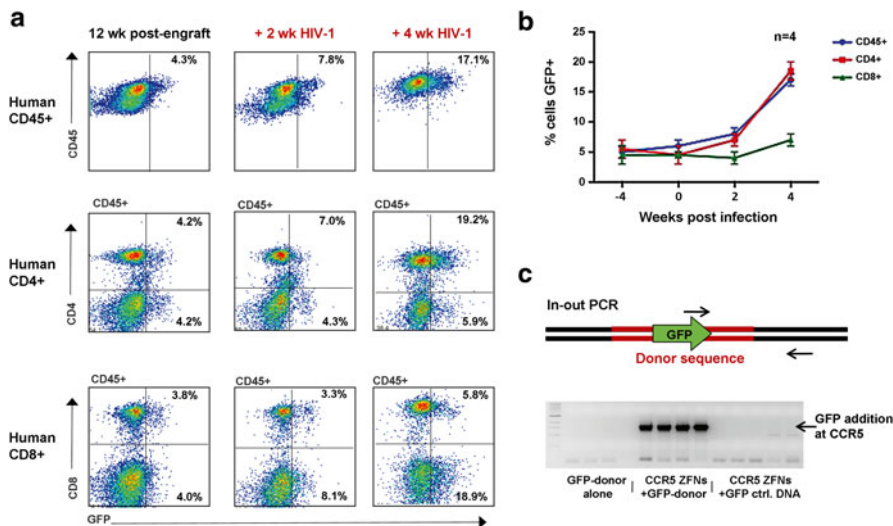 a
12 wk post-engraft
+ 2 wk HIV-1
+ 4 wk HIV-1
Human
CD45+
CD45
4.3%
7.8%
17.1%
Human
CD4+
CD4
CD45+
CD45+
CD45+
4.2%
7.0%
19.2%
4.2%
4.3%
5.9%
Human
CD8+
CD8
CD45+
CD45+
CD45+
3.8%
3.3%
5.8%
4.0%
8.1%
18.9%
GFP
b
n=4
CD45+
CD4+
CD8+
% cells GFP+
25
20
15
10
5
0
-4
0
2
4
Weeks post infection
c
In-out PCR
GFP
Donor sequence
GFP addition
at CCR5
GFP-donor
alone
CCR5 ZFNs
+GFP-donor
CCR5 ZFNs
+GFP ctrl. DNA